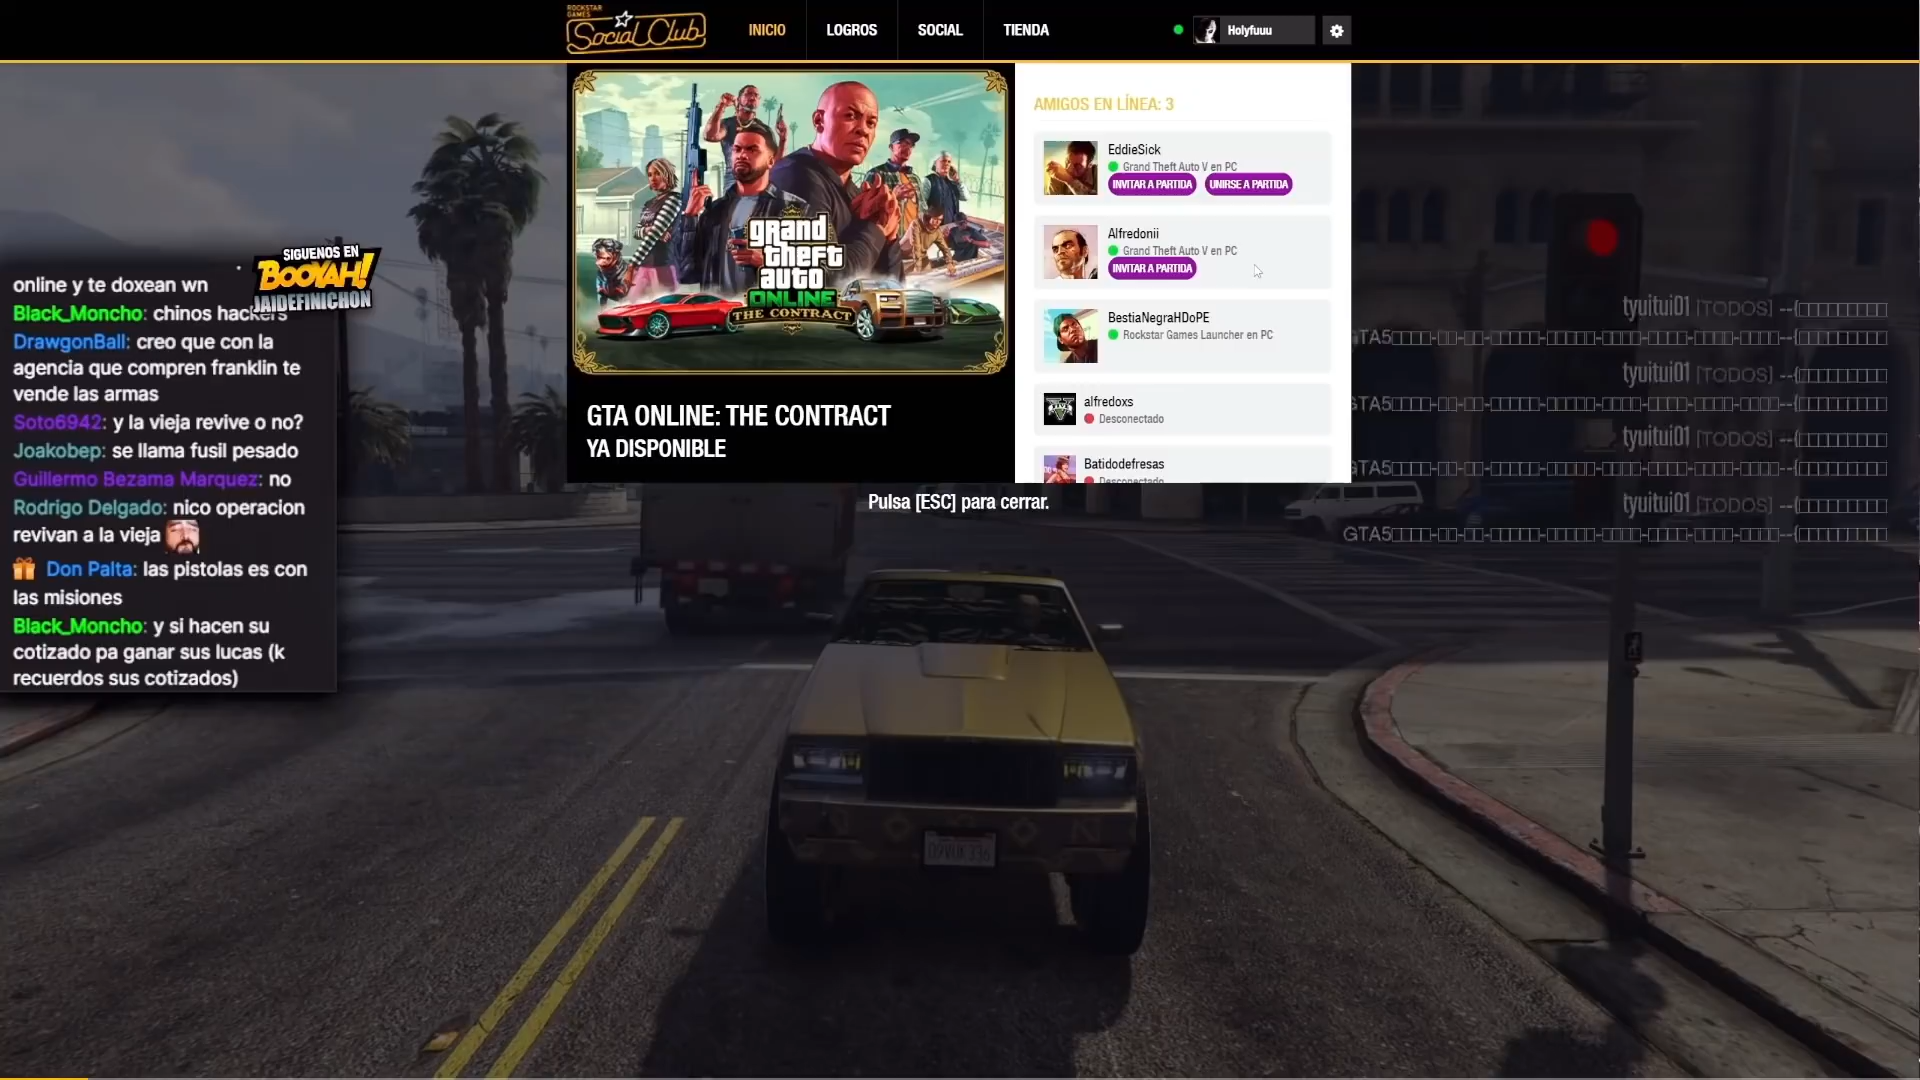 ROCKSTAR
GAMES
Social Club
INICIO
LOGROS
SOCIAL
TIENDA
Holyfuuu
grand
theft
auto
ONLINE
THE CONTRACT
GTA ONLINE: THE CONTRACT
YA DISPONIBLE
AMIGOS EN LÍNEA: 3
EddieSick
Grand Theft Auto V en PC
INVITAR A PARTIDA
UNIRSE A PARTIDA
Alfredonii
Grand Theft Auto V en PC
INVITAR A PARTIDA
BestiaNegraHDoPE
Rockstar Games Launcher en PC
alfredoxs
Desconectado
Batidodefresas
Desconectado
Pulsa [ESC] para cerrar.
SIGUENOS EN
BOOYAH!
JAIDEFINICHON
online y te doxean wn
Black_Moncho: chinos hackers
DrawgonBall: creo que con la
agencia que compren franklin te
vende las armas
Soto6942: y la vieja revive o no?
Joakobep: se llama fusil pesado
Guillermo Bezama Marquez: no
Rodrigo Delgado: nico operacion
revivan a la vieja
Don Palta: las pistolas es con
las misiones
Black_Moncho: y si hacen su
cotizado pa ganar sus lucas (k
recuerdos sus cotizados)
tyuitui01 [TODOS]
GTA5
tyuitui01 [TODOS]
GTA5
tyuitui01 [TODOS]
GTA5
tyuitui01 [TODOS]
GTA5